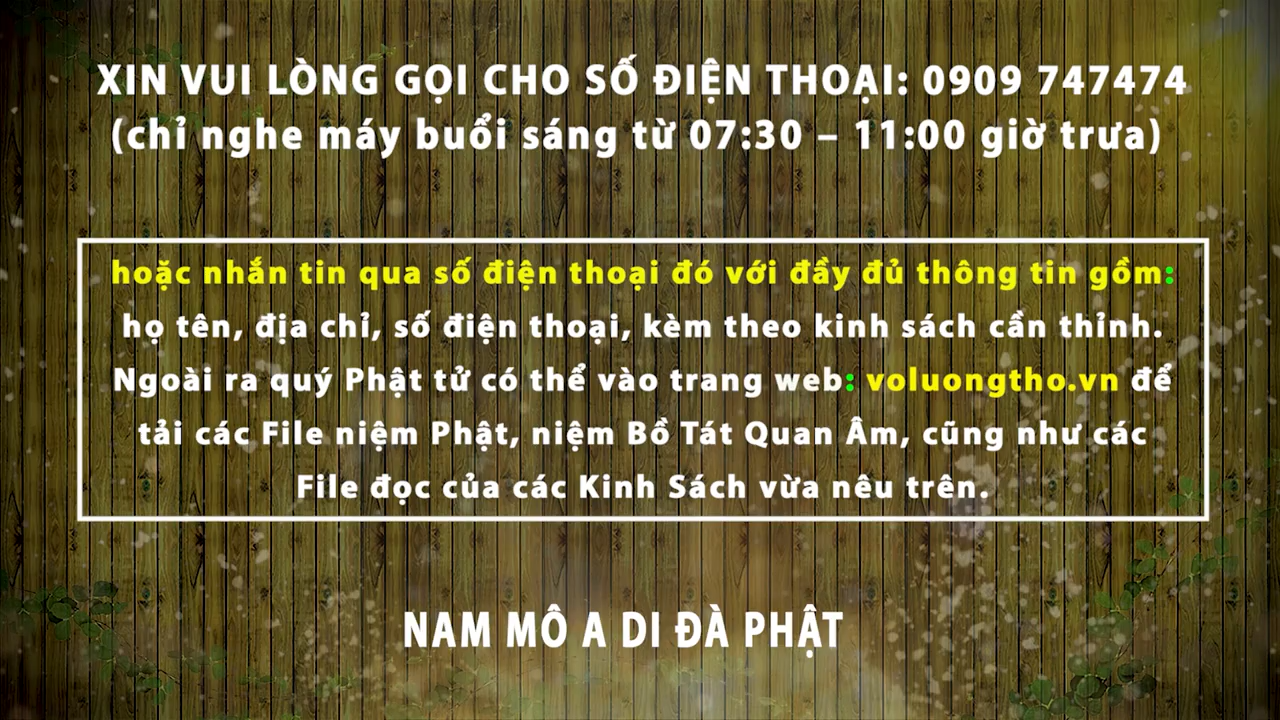 XIN VUI LÒNG GỌI CHO SỐ ĐIỆN THOẠI: 0909 747474
(chỉ nghe máy buổi sáng từ 07:30 – 11:00 giờ trưa)
hoặc nhắn tin qua số điện thoại đó với đầy đủ thông tin gồm:
họ tên, địa chỉ, số điện thoại, kèm theo kinh sách cần thỉnh.
Ngoài ra quý Phật tử có thể vào trang web: voluongtho.vn để
tải các File niệm Phật, niệm Bồ Tát Quan Âm, cũng như các
File đọc của các Kinh Sách vừa nêu trên.
NAM MÔ A DI ĐÀ PHẬT